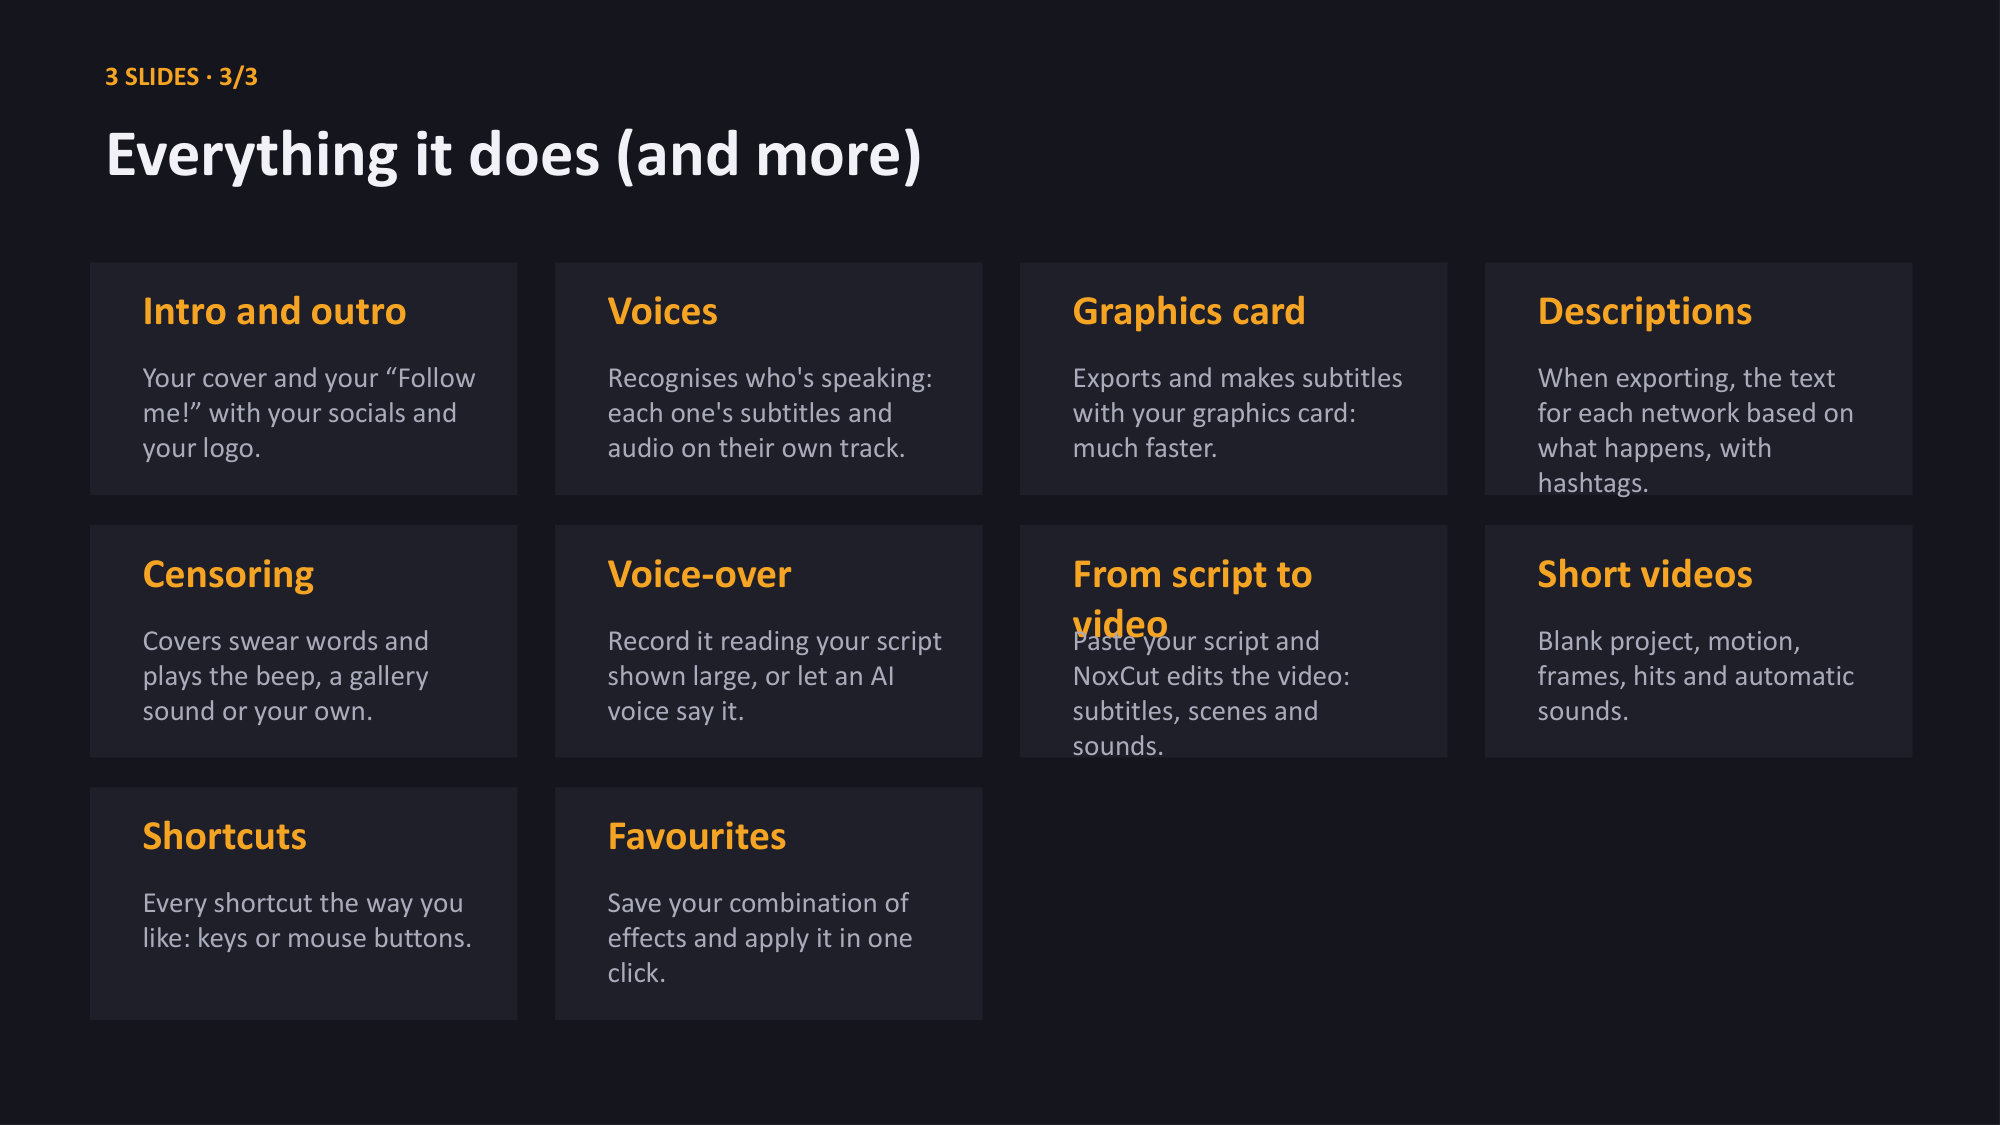 3 SLIDES · 3/3
Everything it does (and more)
Intro and outro
Your cover and your “Follow
me!” with your socials and
your logo.
Voices
Recognises who's speaking:
each one's subtitles and
audio on their own track.
Graphics card
Exports and makes subtitles
with your graphics card:
much faster.
Descriptions
When exporting, the text
for each network based on
what happens, with
hashtags.
Censoring
Covers swear words and
plays the beep, a gallery
sound or your own.
Voice-over
Record it reading your script
shown large, or let an AI
voice say it.
From script to
video
Paste your script and
NoxCut edits the video:
subtitles, scenes and
sounds.
Short videos
Blank project, motion,
frames, hits and automatic
sounds.
Shortcuts
Every shortcut the way you
like: keys or mouse buttons.
Favourites
Save your combination of
effects and apply it in one
click.